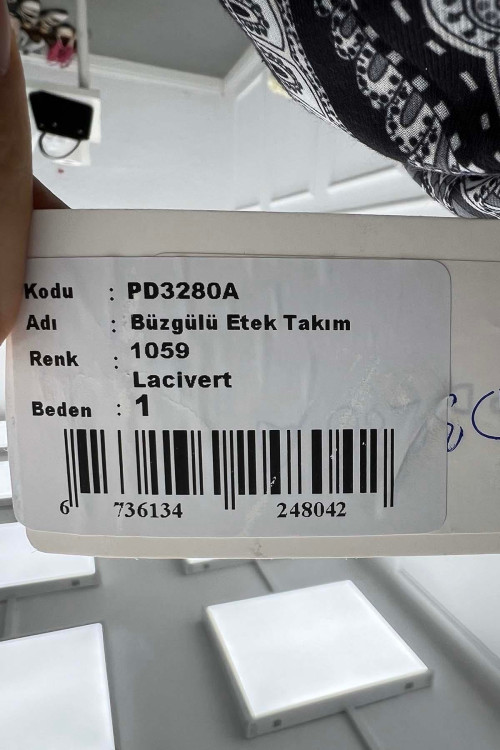 Kodu : PD3280A
Adı : Büzgülü Etek Takım
Renk : 1059
Lacivert
Beden : 1
6 736134 248042